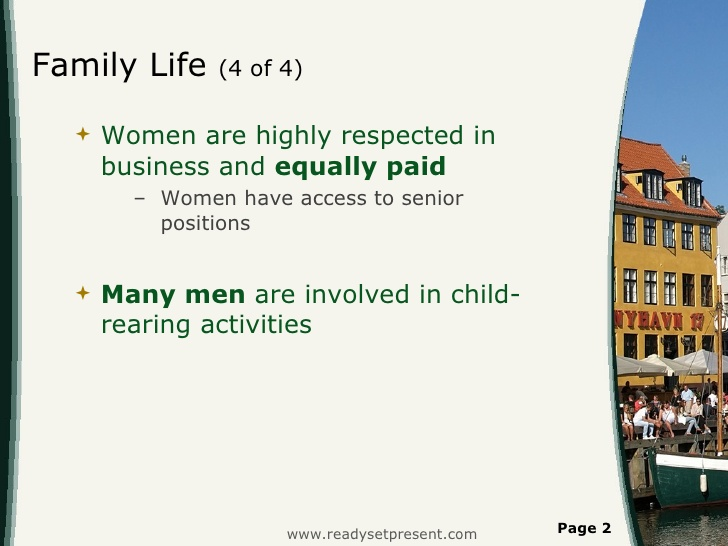 Family Life (4 of 4)
Women are highly respected in
business and equally paid
– Women have access to senior
positions
Many men are involved in child-
rearing activities
NYHAVN 17
www.readysetpresent.com
Page 2